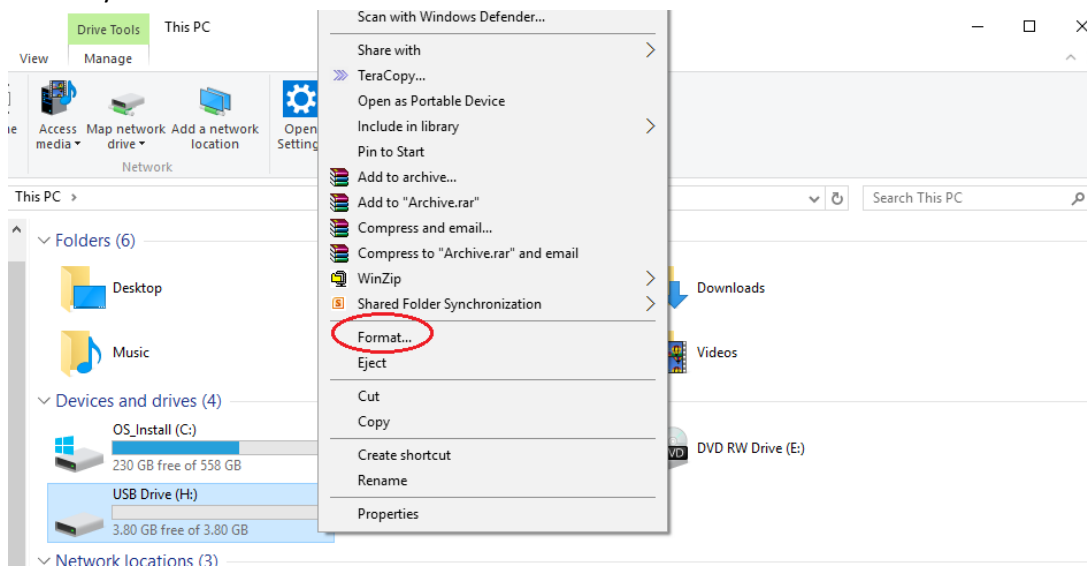 Drive Tools This PC
View Manage
Access media Map network drive Add a network location Open Setting
Network
This PC >
Search This PC
Folders (6)
Desktop
Music
Devices and drives (4)
OS_Install (C:)
230 GB free of 558 GB
USB Drive (H:)
3.80 GB free of 3.80 GB
Network locations (3)
Scan with Windows Defender...
Share with
TeraCopy...
Open as Portable Device
Include in library
Pin to Start
Add to archive...
Add to "Archive.rar"
Compress and email...
Compress to "Archive.rar" and email
WinZip
S Shared Folder Synchronization
Format...
Eject
Cut
Copy
Create shortcut
Rename
Properties
Downloads
Videos
DVD RW Drive (E:)